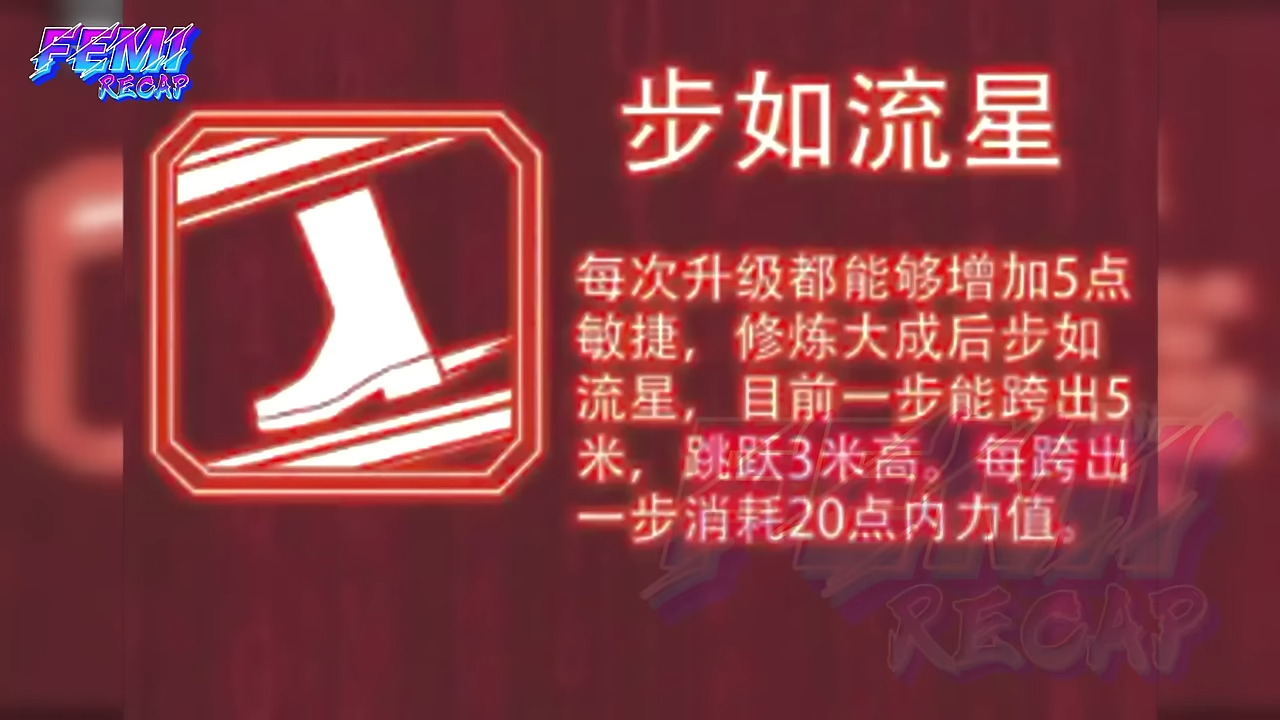 FEMI
RECAP
步如流星
每次升级都能够增加5点
敏捷，修炼大成后步如
流星，目前一步能跨出5
米，跳跃3米高。每跨出
一步消耗20点内力值。
FEMI
RECAP